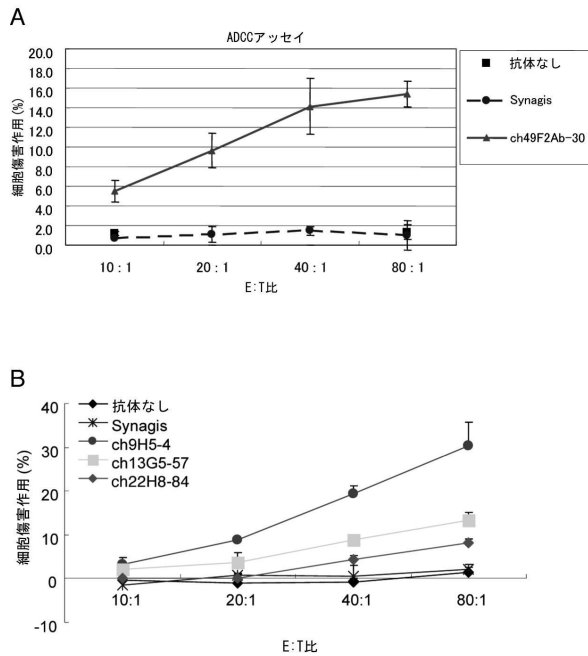 A
ADCCアッセイ
細胞傷害作用(%)
20.0
18.0
16.0
14.0
12.0
10.0
8.0
6.0
4.0
2.0
0.0
10:1
20:1
40:1
80:1
E:T比
抗体なし
Synagis
ch49F2Ab-30
B
細胞傷害作用(%)
40
30
20
10
0
-10
抗体なし
Synagis
ch9H5-4
ch13G5-57
ch22H8-84
10:1
20:1
40:1
80:1
E:T比